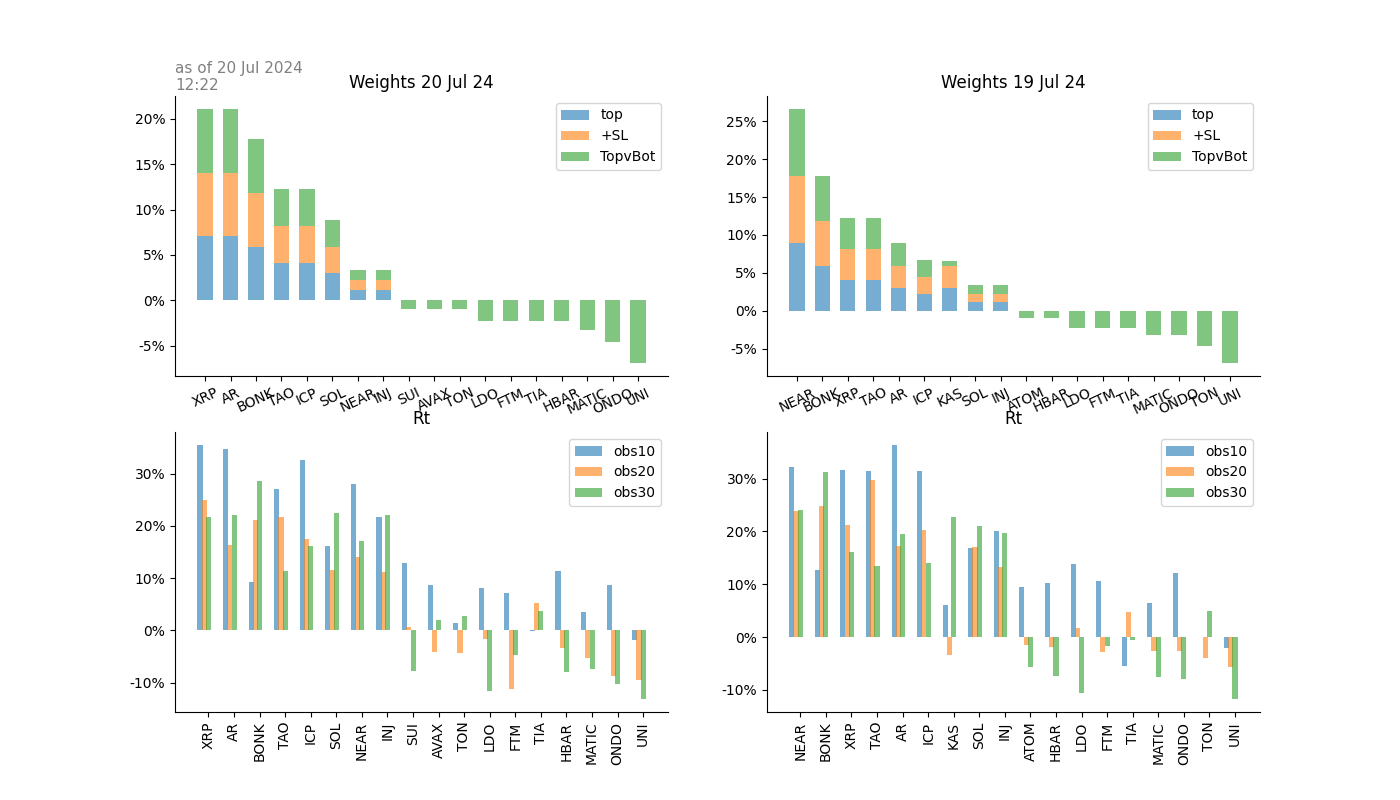 as of 20 Jul 2024
12:22
Weights 20 Jul 24
top
+SL
TopvBot
20%
15%
10%
5%
0%
-5%
XRP AR BONK TAO ICP SOL NEAR INJ SUI AVAX TON LDO FTM TIA HBAR MATIC ONDO UNI
Weights 19 Jul 24
top
+SL
TopvBot
25%
20%
15%
10%
5%
0%
-5%
NEAR BONK XRP TAO AR ICP KAS SOL INJ ATOM HBAR LDO FTM TIA MATIC ONDO TON UNI
Rt
obs10
obs20
obs30
30%
20%
10%
0%
-10%
XRP AR BONK TAO ICP SOL NEAR INJ SUI AVAX TON LDO FTM TIA HBAR MATIC ONDO UNI
Rt
obs10
obs20
obs30
30%
20%
10%
0%
-10%
NEAR BONK XRP TAO AR ICP KAS SOL INJ ATOM HBAR LDO FTM TIA MATIC ONDO TON UNI